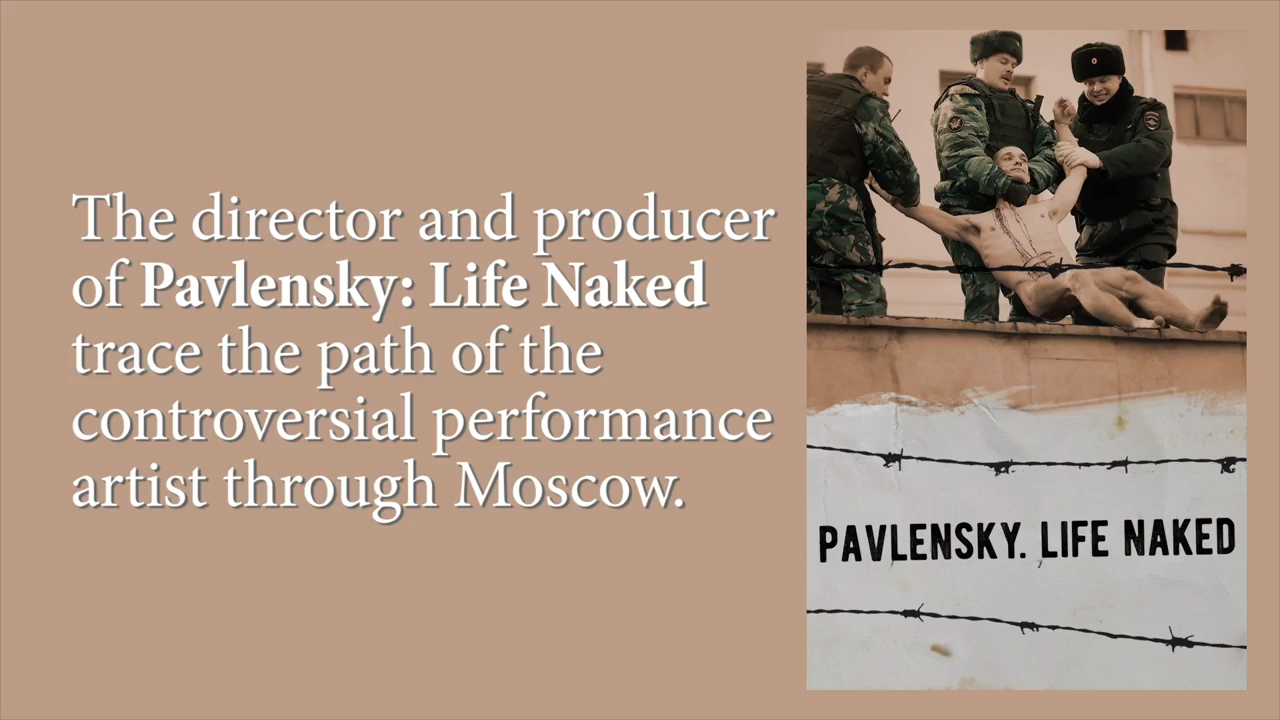 The director and producer
of Pavlensky: Life Naked
trace the path of the
controversial performance
artist through Moscow.
PAVLENSKY. LIFE NAKED